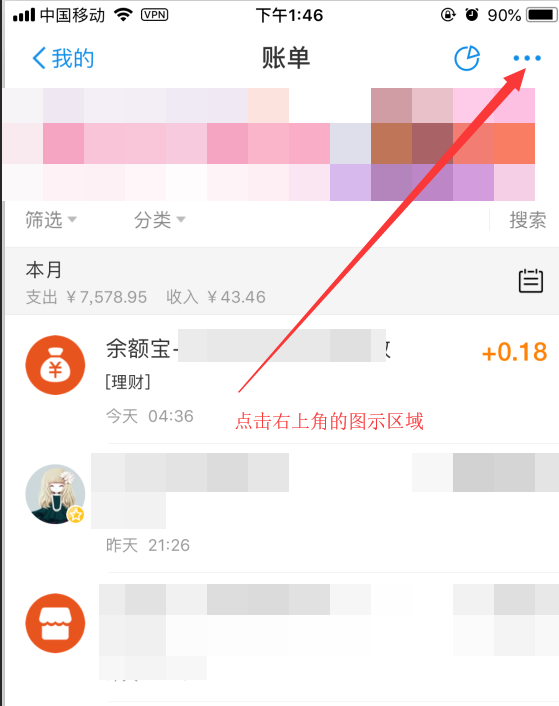 中国移动 VPN 下午1:46 90%
我的 账单
筛选 分类 搜索
本月
支出 ￥7,578.95 收入 ￥43.46
余额宝- +0.18
[理财]
今天 04:36
点击右上角的图示区域
昨天 21:26